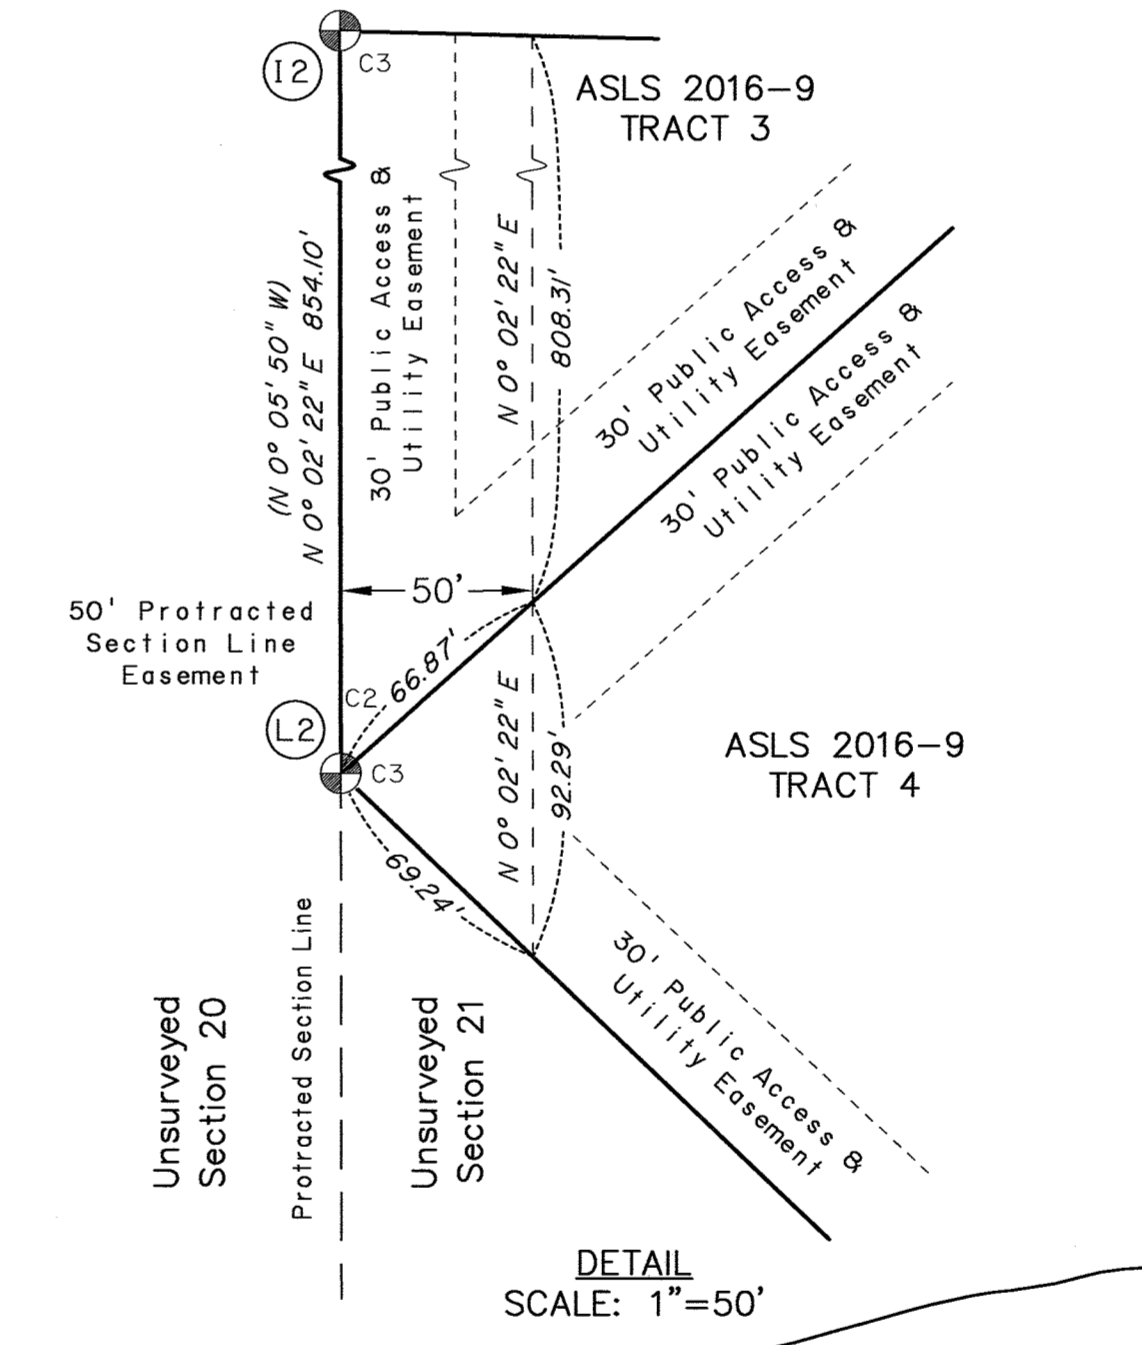 I2
C3
ASLS 2016-9
TRACT 3
(N 0° 05' 50" W)
N 0° 02' 22" E 854.10'
30' Public Access &
Utility Easement
N 0° 02' 22" E
808.31'
30' Public Access &
Utility Easement
30' Public Access &
Utility Easement
50'
50' Protracted
Section Line
Easement
66.87'
C2
L2
C3
N 0° 02' 22" E
92.29'
ASLS 2016-9
TRACT 4
69.24'
30' Public Access &
Utility Easement
Unsurveyed
Section 20
Protracted Section Line
Unsurveyed
Section 21
DETAIL
SCALE: 1"=50'